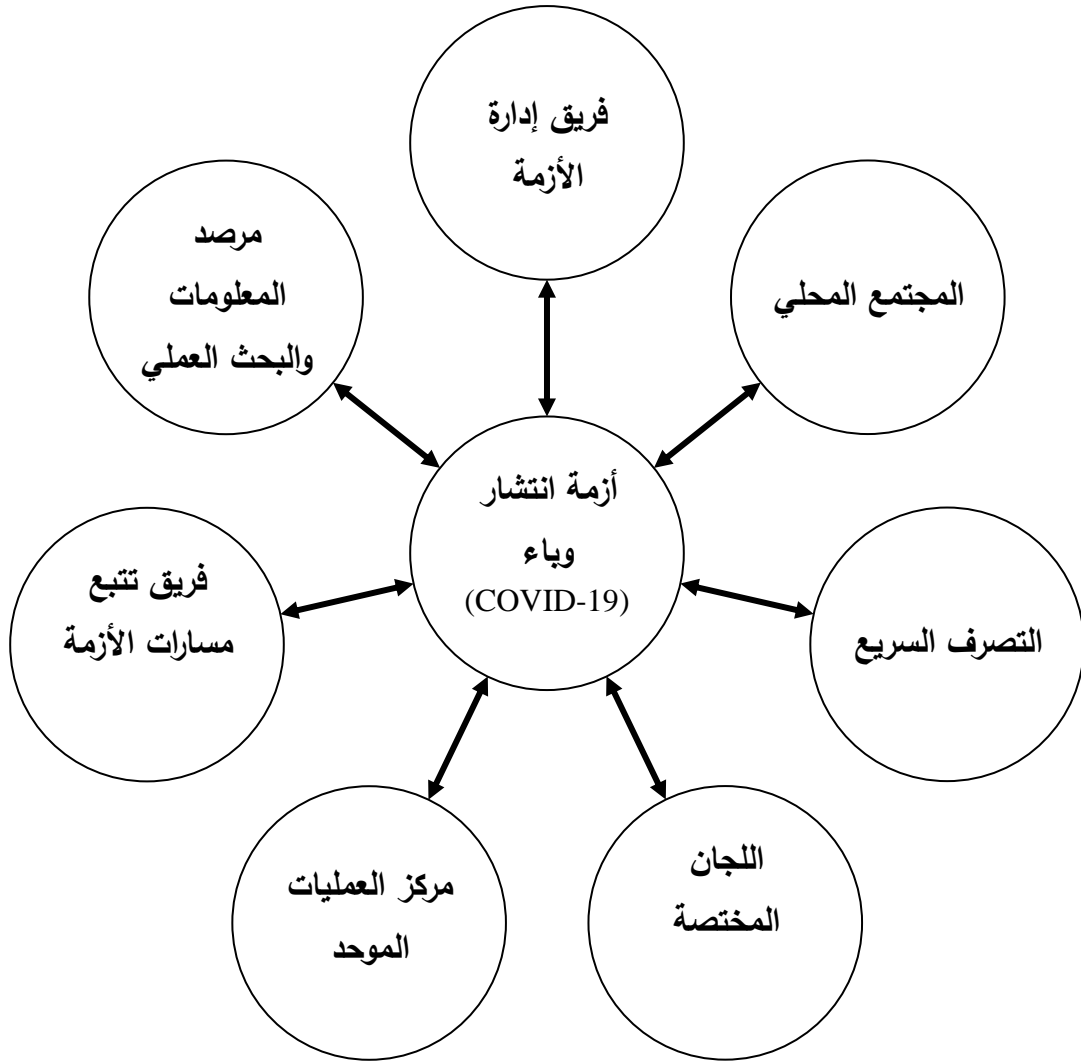 فريق إدارة
الأزمة
المجتمع المحلي
مرصد
المعلومات
والبحث العملي
أزمة انتشار
وباء
(COVID-19)
التصرف السريع
فريق تتبع
مسارات الأزمة
اللجان
المختصة
مركز العمليات
الموحد